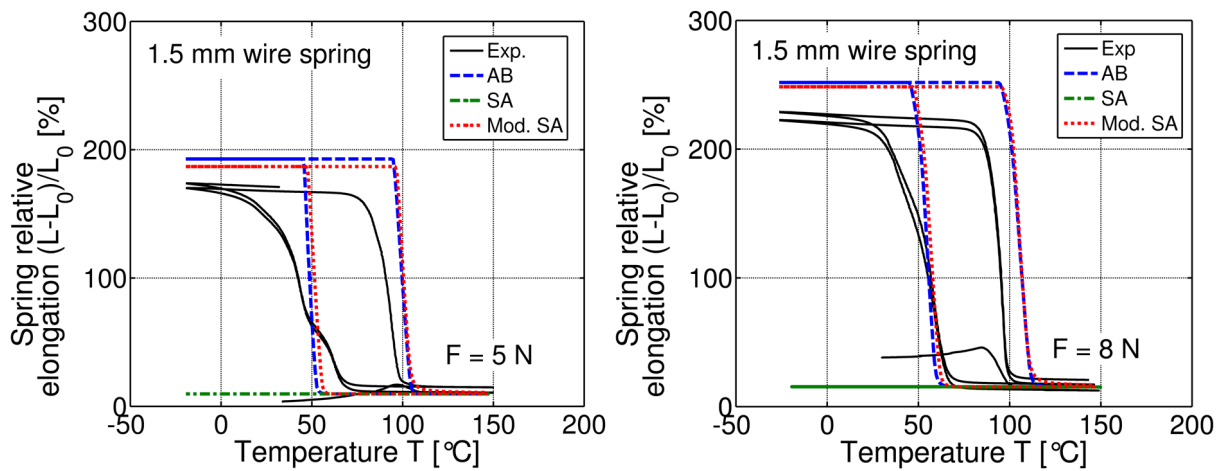 300
200
100
0
-50
0
50
100
150
200
Spring relative
elongation (L-L₀)/L₀ [%]
Temperature T [°C]
1.5 mm wire spring
Exp.
AB
SA
Mod. SA
F = 5 N
300
200
100
0
-50
0
50
100
150
200
Spring relative
elongation (L-L₀)/L₀ [%]
Temperature T [°C]
1.5 mm wire spring
Exp
AB
SA
Mod. SA
F = 8 N